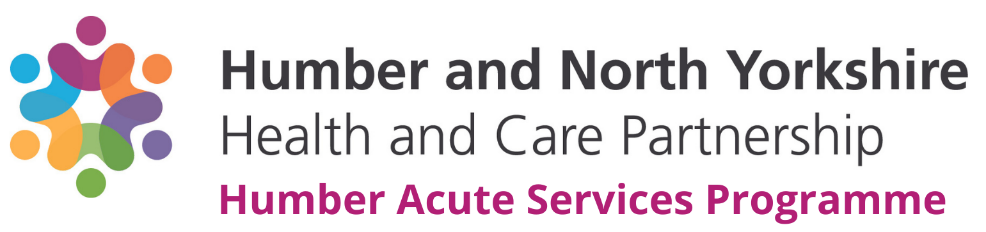 Humber and North Yorkshire
Health and Care Partnership
Humber Acute Services Programme